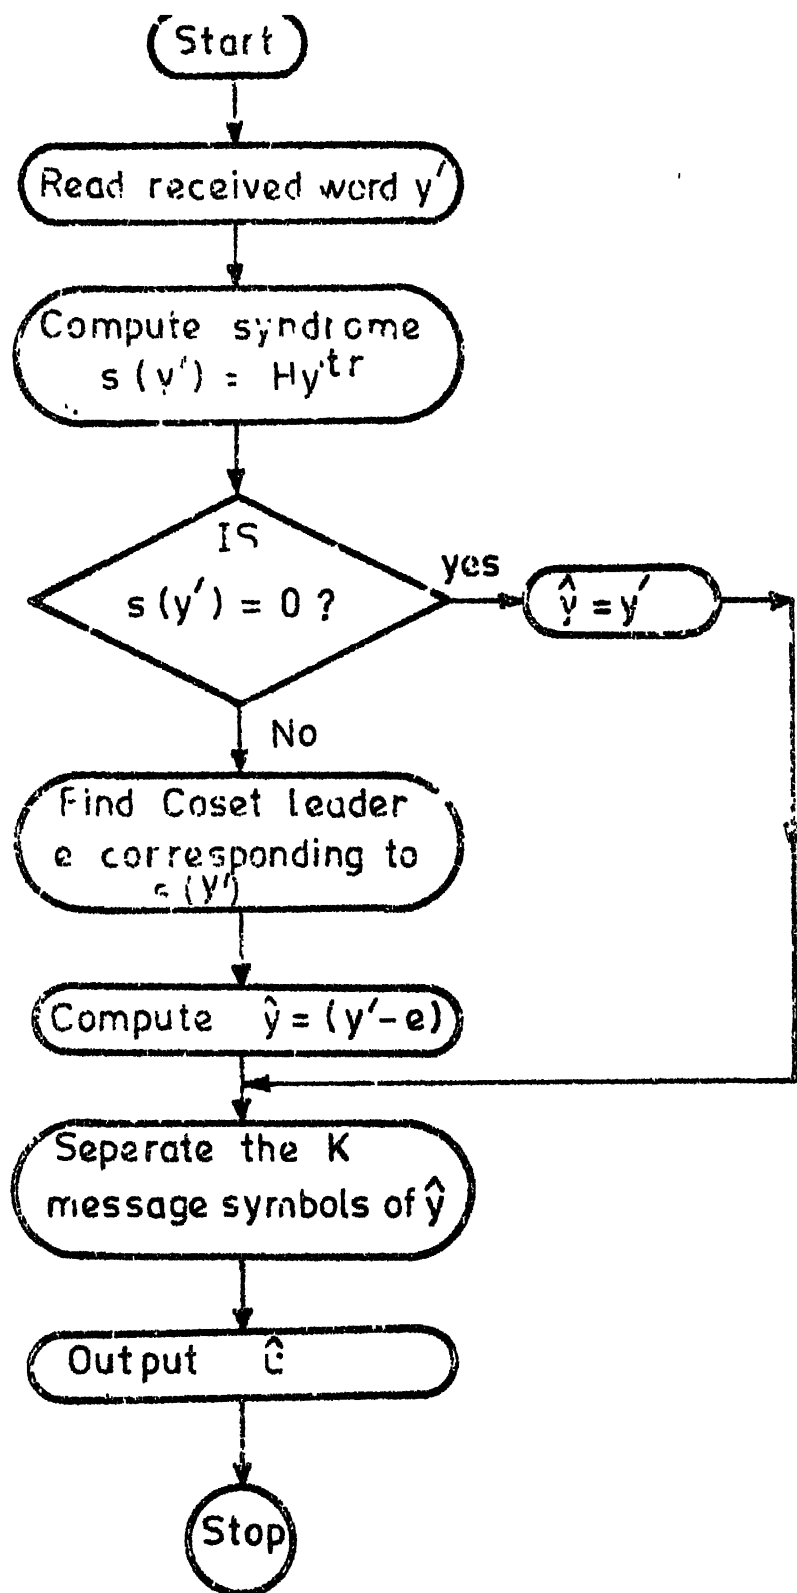 Start
Read received word y′
Compute syndrome
s (y′) = Hy′tr
IS
s (y′) = 0 ?
yes
ŷ = y′
No
Find Coset leader
e corresponding to
s (y′)
Compute ŷ = (y′- e)
Seperate the K
message symbols of ŷ
Output
Stop